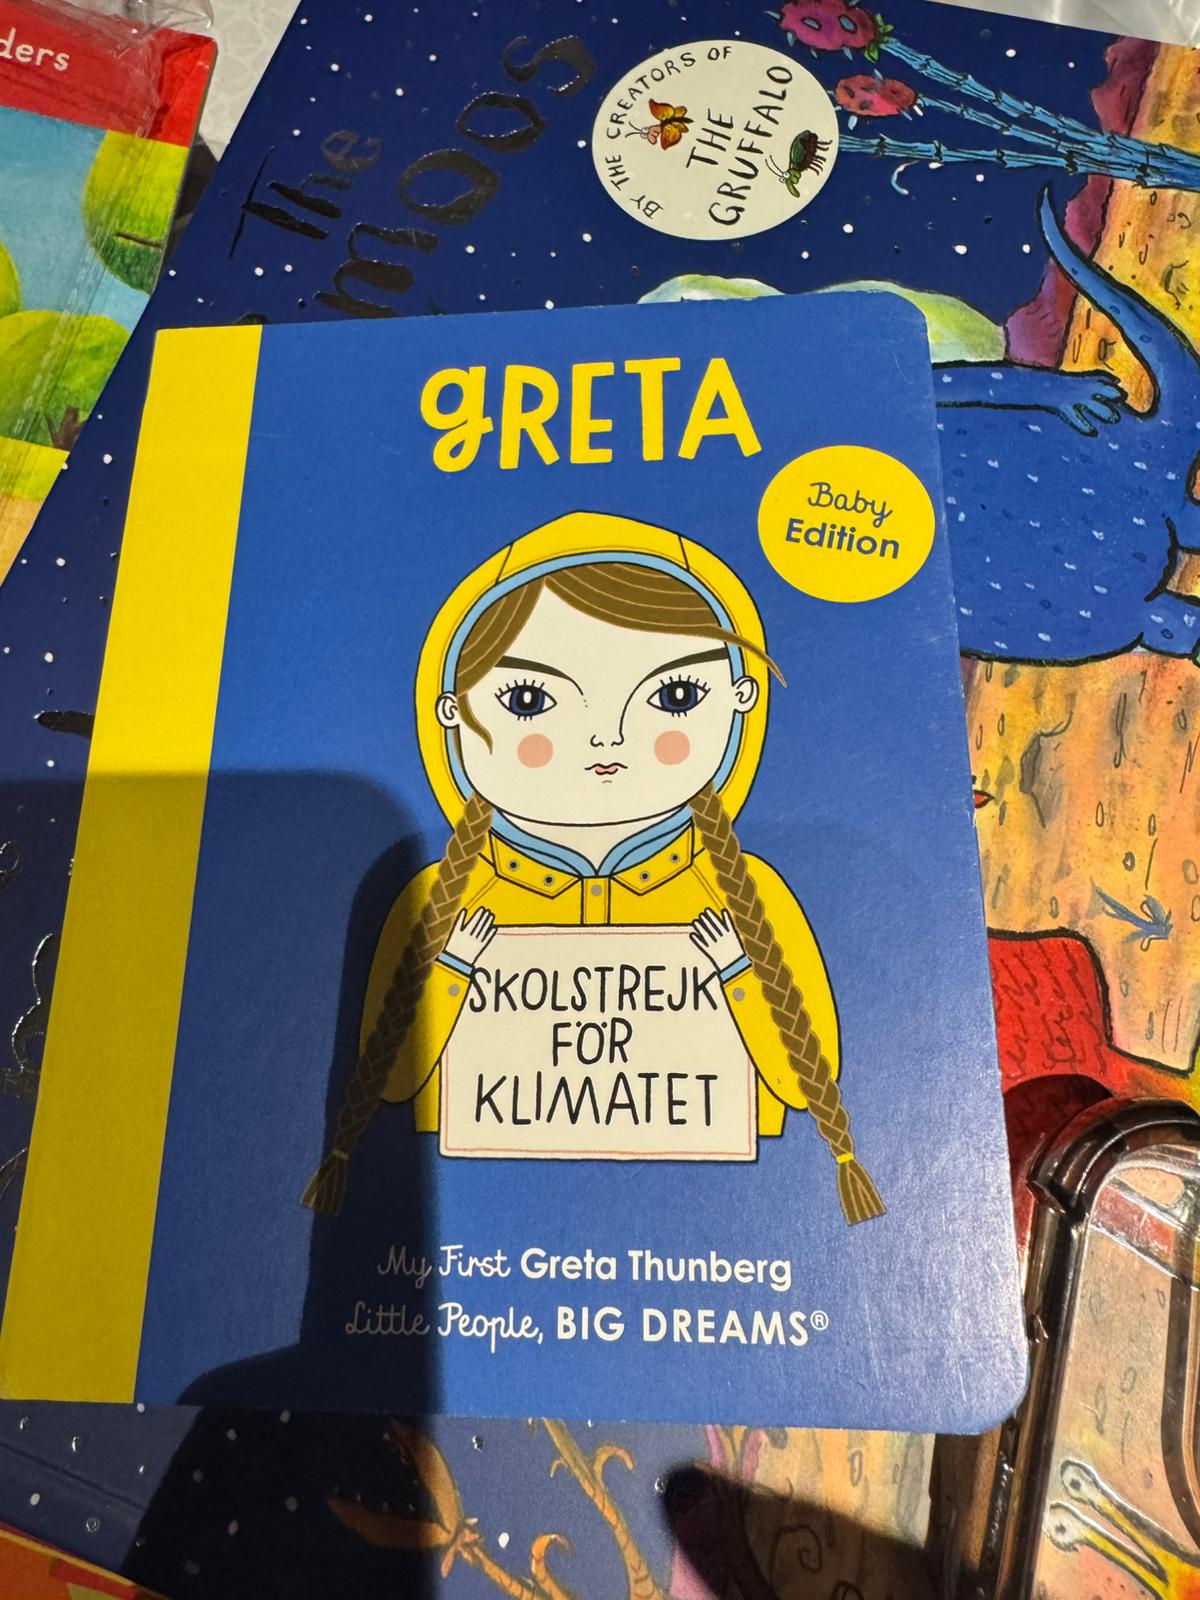 ders
The
BY THE CREATORS OF
THE
GRUFFALO
GRETA
Baby
Edition
SKOLSTREJK
FÖR
KLIMATET
My First Greta Thunberg
Little People, BIG DREAMS®